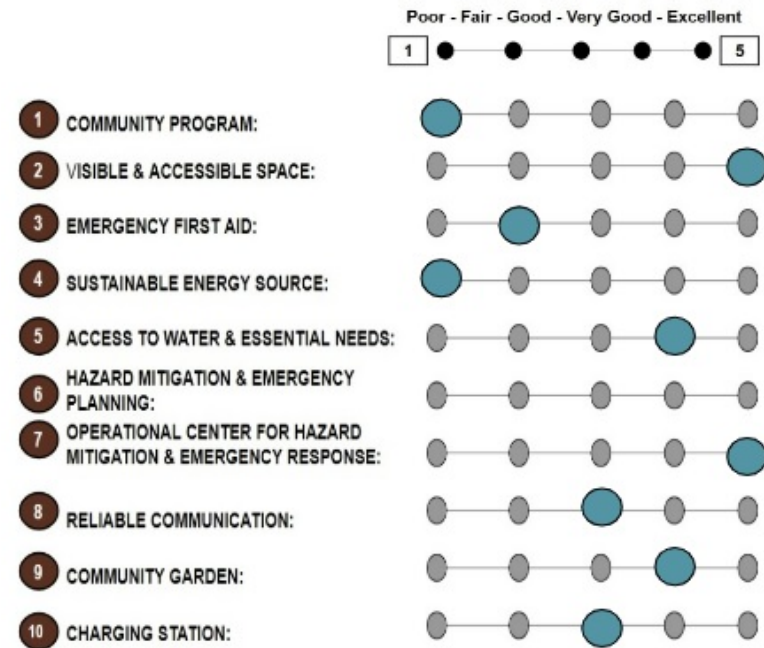 Poor - Fair - Good - Very Good - Excellent
1 5
1 COMMUNITY PROGRAM:
2 VISIBLE & ACCESSIBLE SPACE:
3 EMERGENCY FIRST AID:
4 SUSTAINABLE ENERGY SOURCE:
5 ACCESS TO WATER & ESSENTIAL NEEDS:
6 HAZARD MITIGATION & EMERGENCY
PLANNING:
7 OPERATIONAL CENTER FOR HAZARD
MITIGATION & EMERGENCY RESPONSE:
8 RELIABLE COMMUNICATION:
9 COMMUNITY GARDEN:
10 CHARGING STATION: